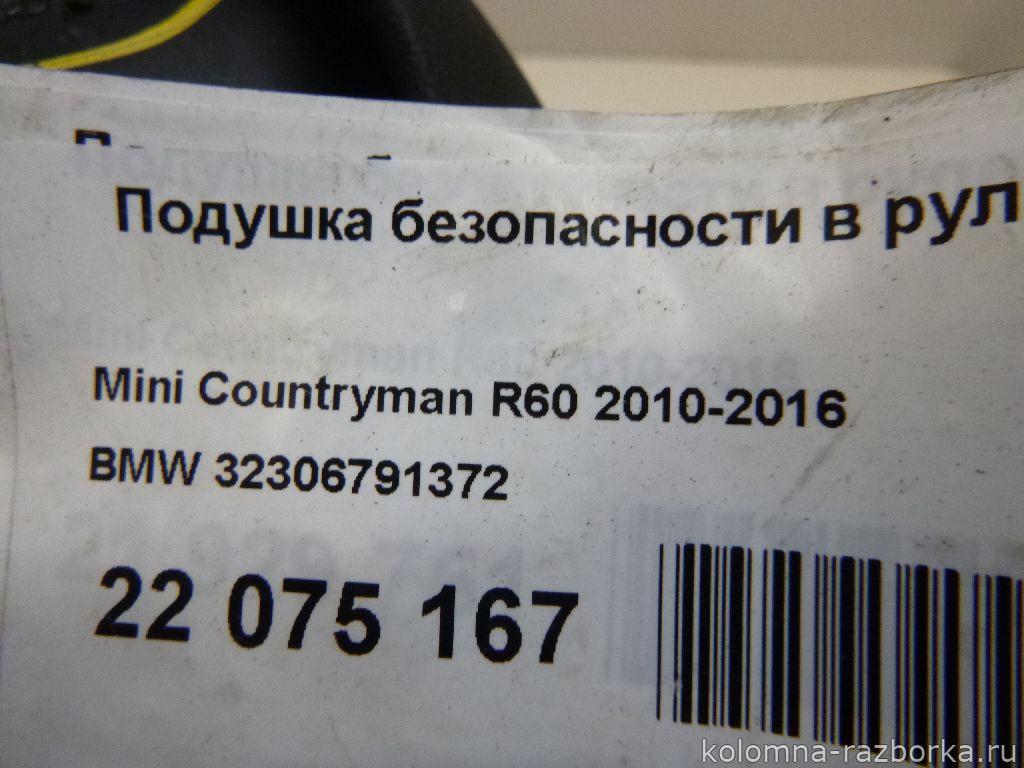 Подушка безопасности в рул
Mini Countryman R60 2010-2016
BMW 32306791372
22 075 167
kolomna-razborka.ru